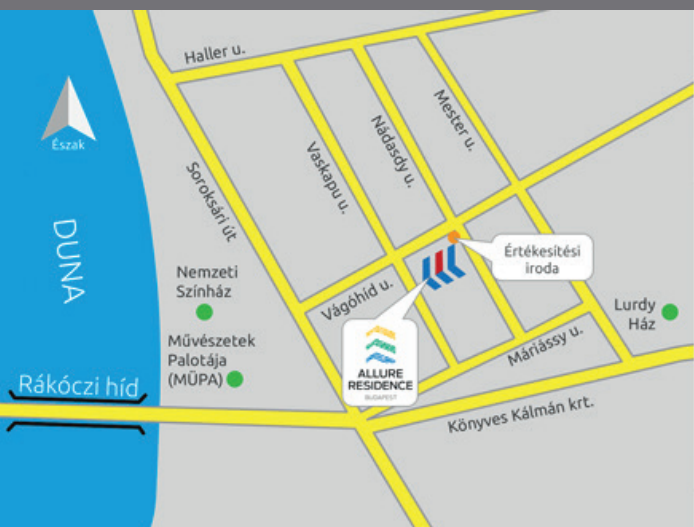 Haller u.
Észak
Mester u.
Nádasdy u.
Vaskapu u.
Soroksári út
DUNA
Értékesítési
iroda
Nemzeti
Színház
Vágóhíd u.
Lurdy
Ház
Művészetek
Palotája
(MŰPA)
Máriássy u.
ALLURE
RESIDENCE
BUDAPEST
Rákóczi híd
Könyves Kálmán krt.